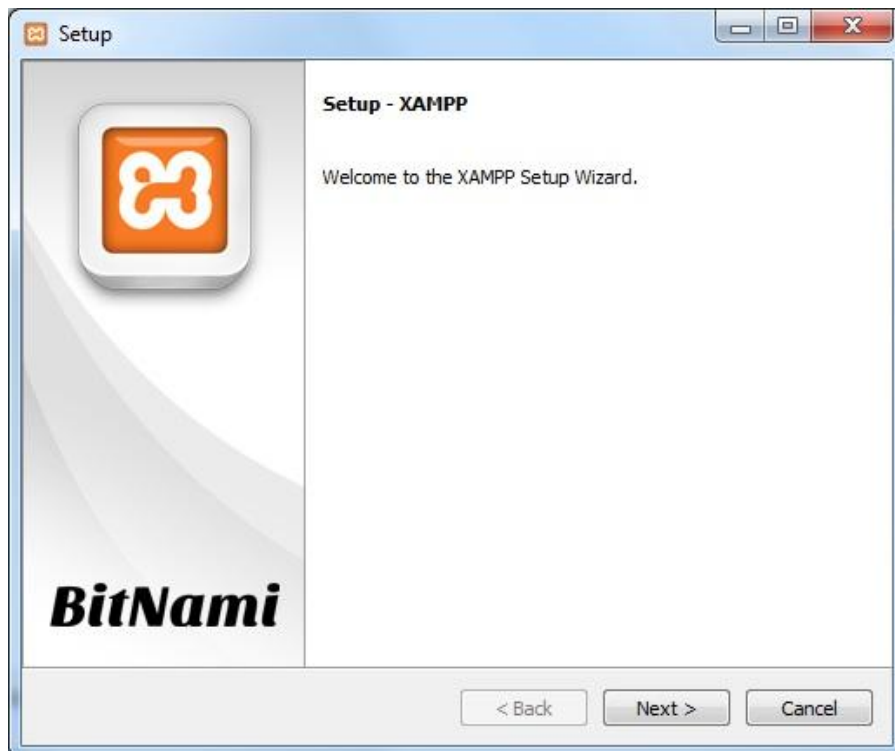 Setup
Setup - XAMPP
Welcome to the XAMPP Setup Wizard.
BitNami
< Back
Next >
Cancel